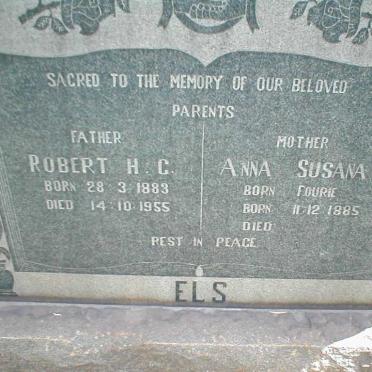 SACRED TO THE MEMORY OF OUR BELOVED
PARENTS
FATHER
ROBERT H. C.
BORN 28·3·1883
DIED 14·10·1955
MOTHER
ANNA SUSANA
BORN FOURIE
BORN 11·12·1885
DIED
REST IN PEACE
ELS